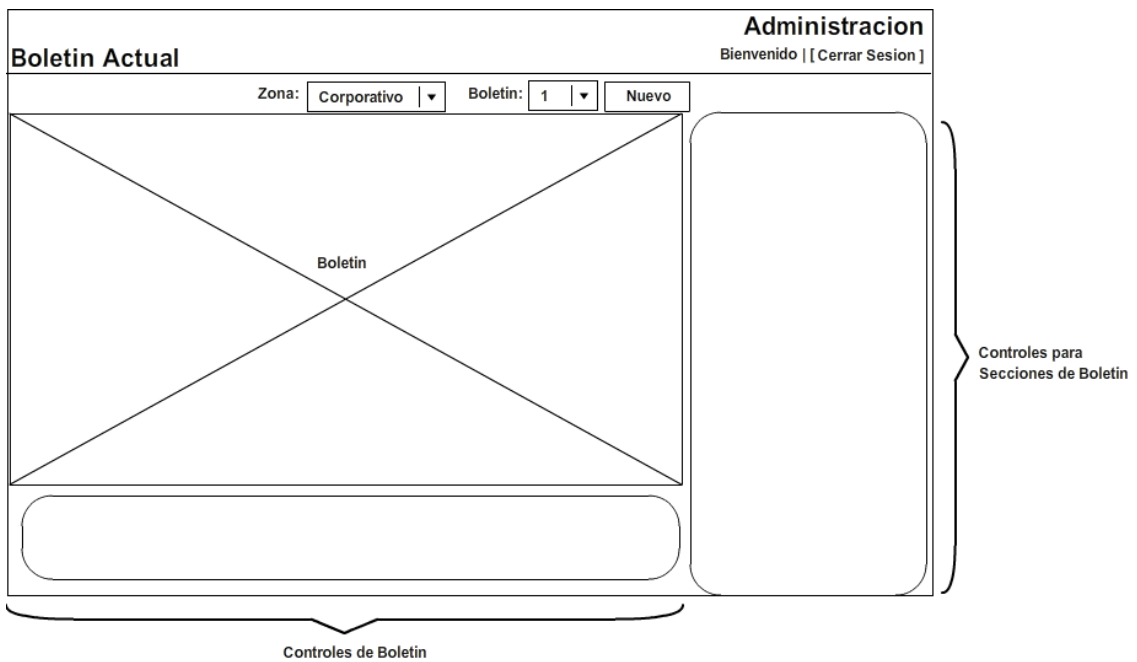 Administracion
Boletin Actual
Bienvenido | [ Cerrar Sesion ]
Zona: Corporativo Boletin: 1 Nuevo
Boletin
Controles para
Secciones de Boletin
Controles de Boletin